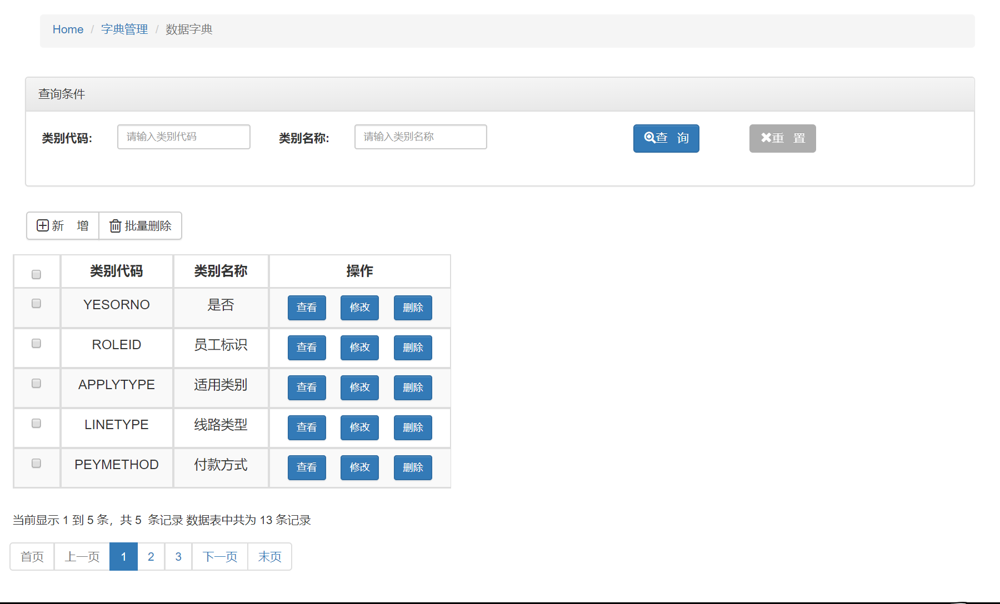 Home / 字典管理 / 数据字典
查询条件
类别代码: 请输入类别代码 类别名称: 请输入类别名称 查 询 重 置
新 增 批量删除
类别代码 类别名称 操作
YESORNO 是否 查看 修改 删除
ROLEID 员工标识 查看 修改 删除
APPLYTYPE 适用类别 查看 修改 删除
LINETYPE 线路类型 查看 修改 删除
PEYMETHOD 付款方式 查看 修改 删除
当前显示 1 到 5 条，共 5 条记录 数据表中共为 13 条记录
首页 上一页 1 2 3 下一页 末页